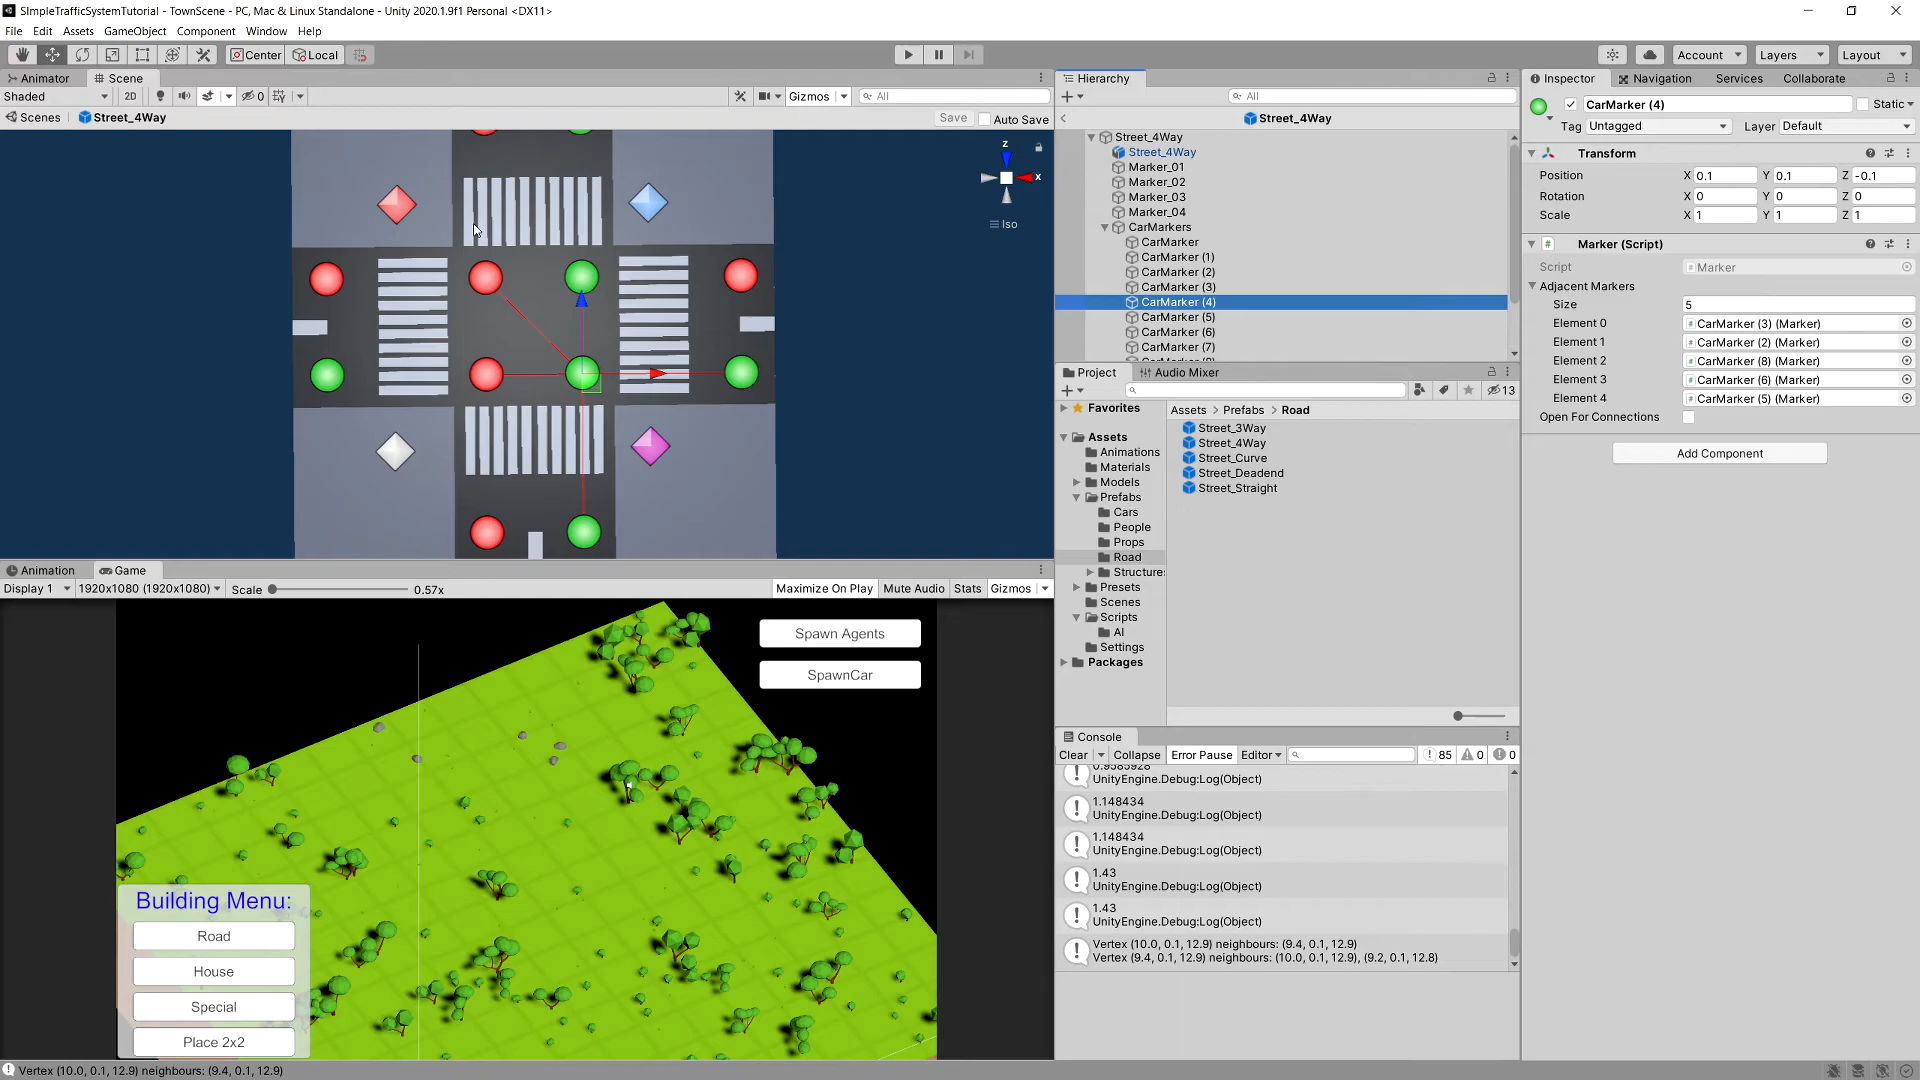 SImpleTrafficSystemTutorial - TownScene - PC, Mac & Linux Standalone - Unity 2020.1.9f1 Personal <DX11>
File Edit Assets GameObject Component Window Help
Center Local Account Layers Layout
Animator Scene
Shaded 2D 0 Gizmos All
Scenes Street_4Way Save Auto Save
z
x
Iso
Hierarchy
All
Street_4Way
Street_4Way
Street_4Way
Marker_01
Marker_02
Marker_03
Marker_04
CarMarkers
CarMarker
CarMarker (1)
CarMarker (2)
CarMarker (3)
CarMarker (4)
CarMarker (5)
CarMarker (6)
CarMarker (7)
Inspector Navigation Services Collaborate
CarMarker (4) Static
Tag Untagged Layer Default
Transform
Position X 0.1 Y 0.1 Z -0.1
Rotation X 0 Y 0 Z 0
Scale X 1 Y 1 Z 1
# Marker (Script)
Script Marker
Adjacent Markers
Size 5
Element 0 CarMarker (3) (Marker)
Element 1 CarMarker (2) (Marker)
Element 2 CarMarker (8) (Marker)
Element 3 CarMarker (6) (Marker)
Element 4 CarMarker (5) (Marker)
Open For Connections
Add Component
Project Audio Mixer
13
Favorites
Assets
Animations
Materials
Models
Prefabs
Cars
People
Props
Road
Structure
Presets
Scenes
Scripts
AI
Settings
Packages
Assets > Prefabs > Road
Street_3Way
Street_4Way
Street_Curve
Street_Deadend
Street_Straight
Animation Game
Display 1 1920x1080 (1920x1080) Scale 0.57x Maximize On Play Mute Audio Stats Gizmos
Spawn Agents
SpawnCar
Building Menu:
Road
House
Special
Place 2x2
Console
Clear Collapse Error Pause Editor 85 0 0
UnityEngine.Debug:Log(Object)
1.148434
UnityEngine.Debug:Log(Object)
1.148434
UnityEngine.Debug:Log(Object)
1.43
UnityEngine.Debug:Log(Object)
1.43
UnityEngine.Debug:Log(Object)
Vertex (10.0, 0.1, 12.9) neighbours: (9.4, 0.1, 12.9)
Vertex (9.4, 0.1, 12.9) neighbours: (10.0, 0.1, 12.9), (9.2, 0.1, 12.8)
Vertex (10.0, 0.1, 12.9) neighbours: (9.4, 0.1, 12.9)